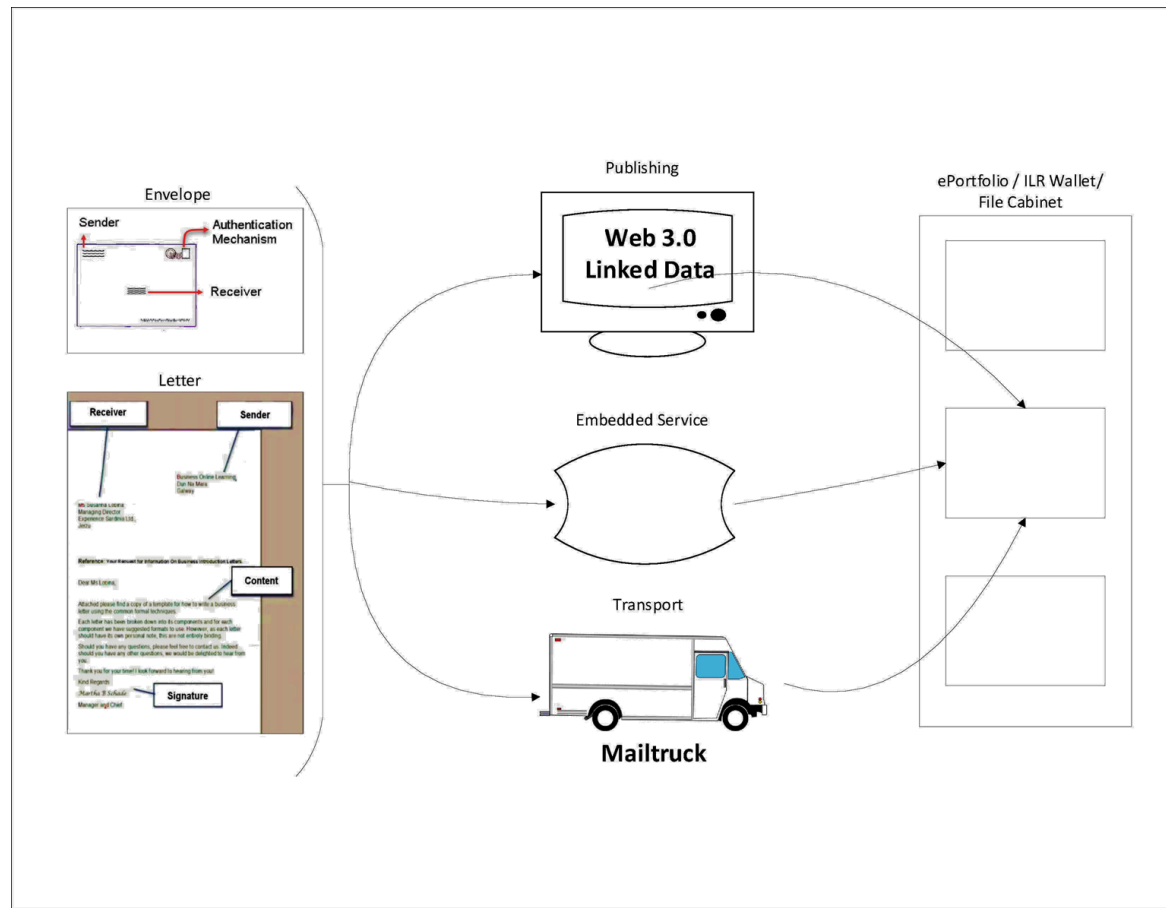 Envelope
Sender
Authentication
Mechanism
Receiver
Letter
Receiver
Sender
Business Online Learning,
Dun Na Mara
Galway
Managing Director
Experience Sardinia Ltd.,
Reference: Your Request for Information On Business Introduction Letters
Dear Ms Lobina,
Content
Attached please find a copy of a template for how to write a business
letter using the common formal techniques.
Each letter has been broken down into its components and for each
component we have suggested formats to use. However, as each letter
should have its own personal note, this are not entirely binding.
Should you have any questions, please feel free to contact us. Indeed
should you have any other questions, we would be delighted to hear from
you.
Thank you for your time! I look forward to hearing from you!
Kind Regards
Signature
Manager and Chief
Publishing
Web 3.0
Linked Data
Embedded Service
Transport
Mailtruck
ePortfolio / ILR Wallet/
File Cabinet